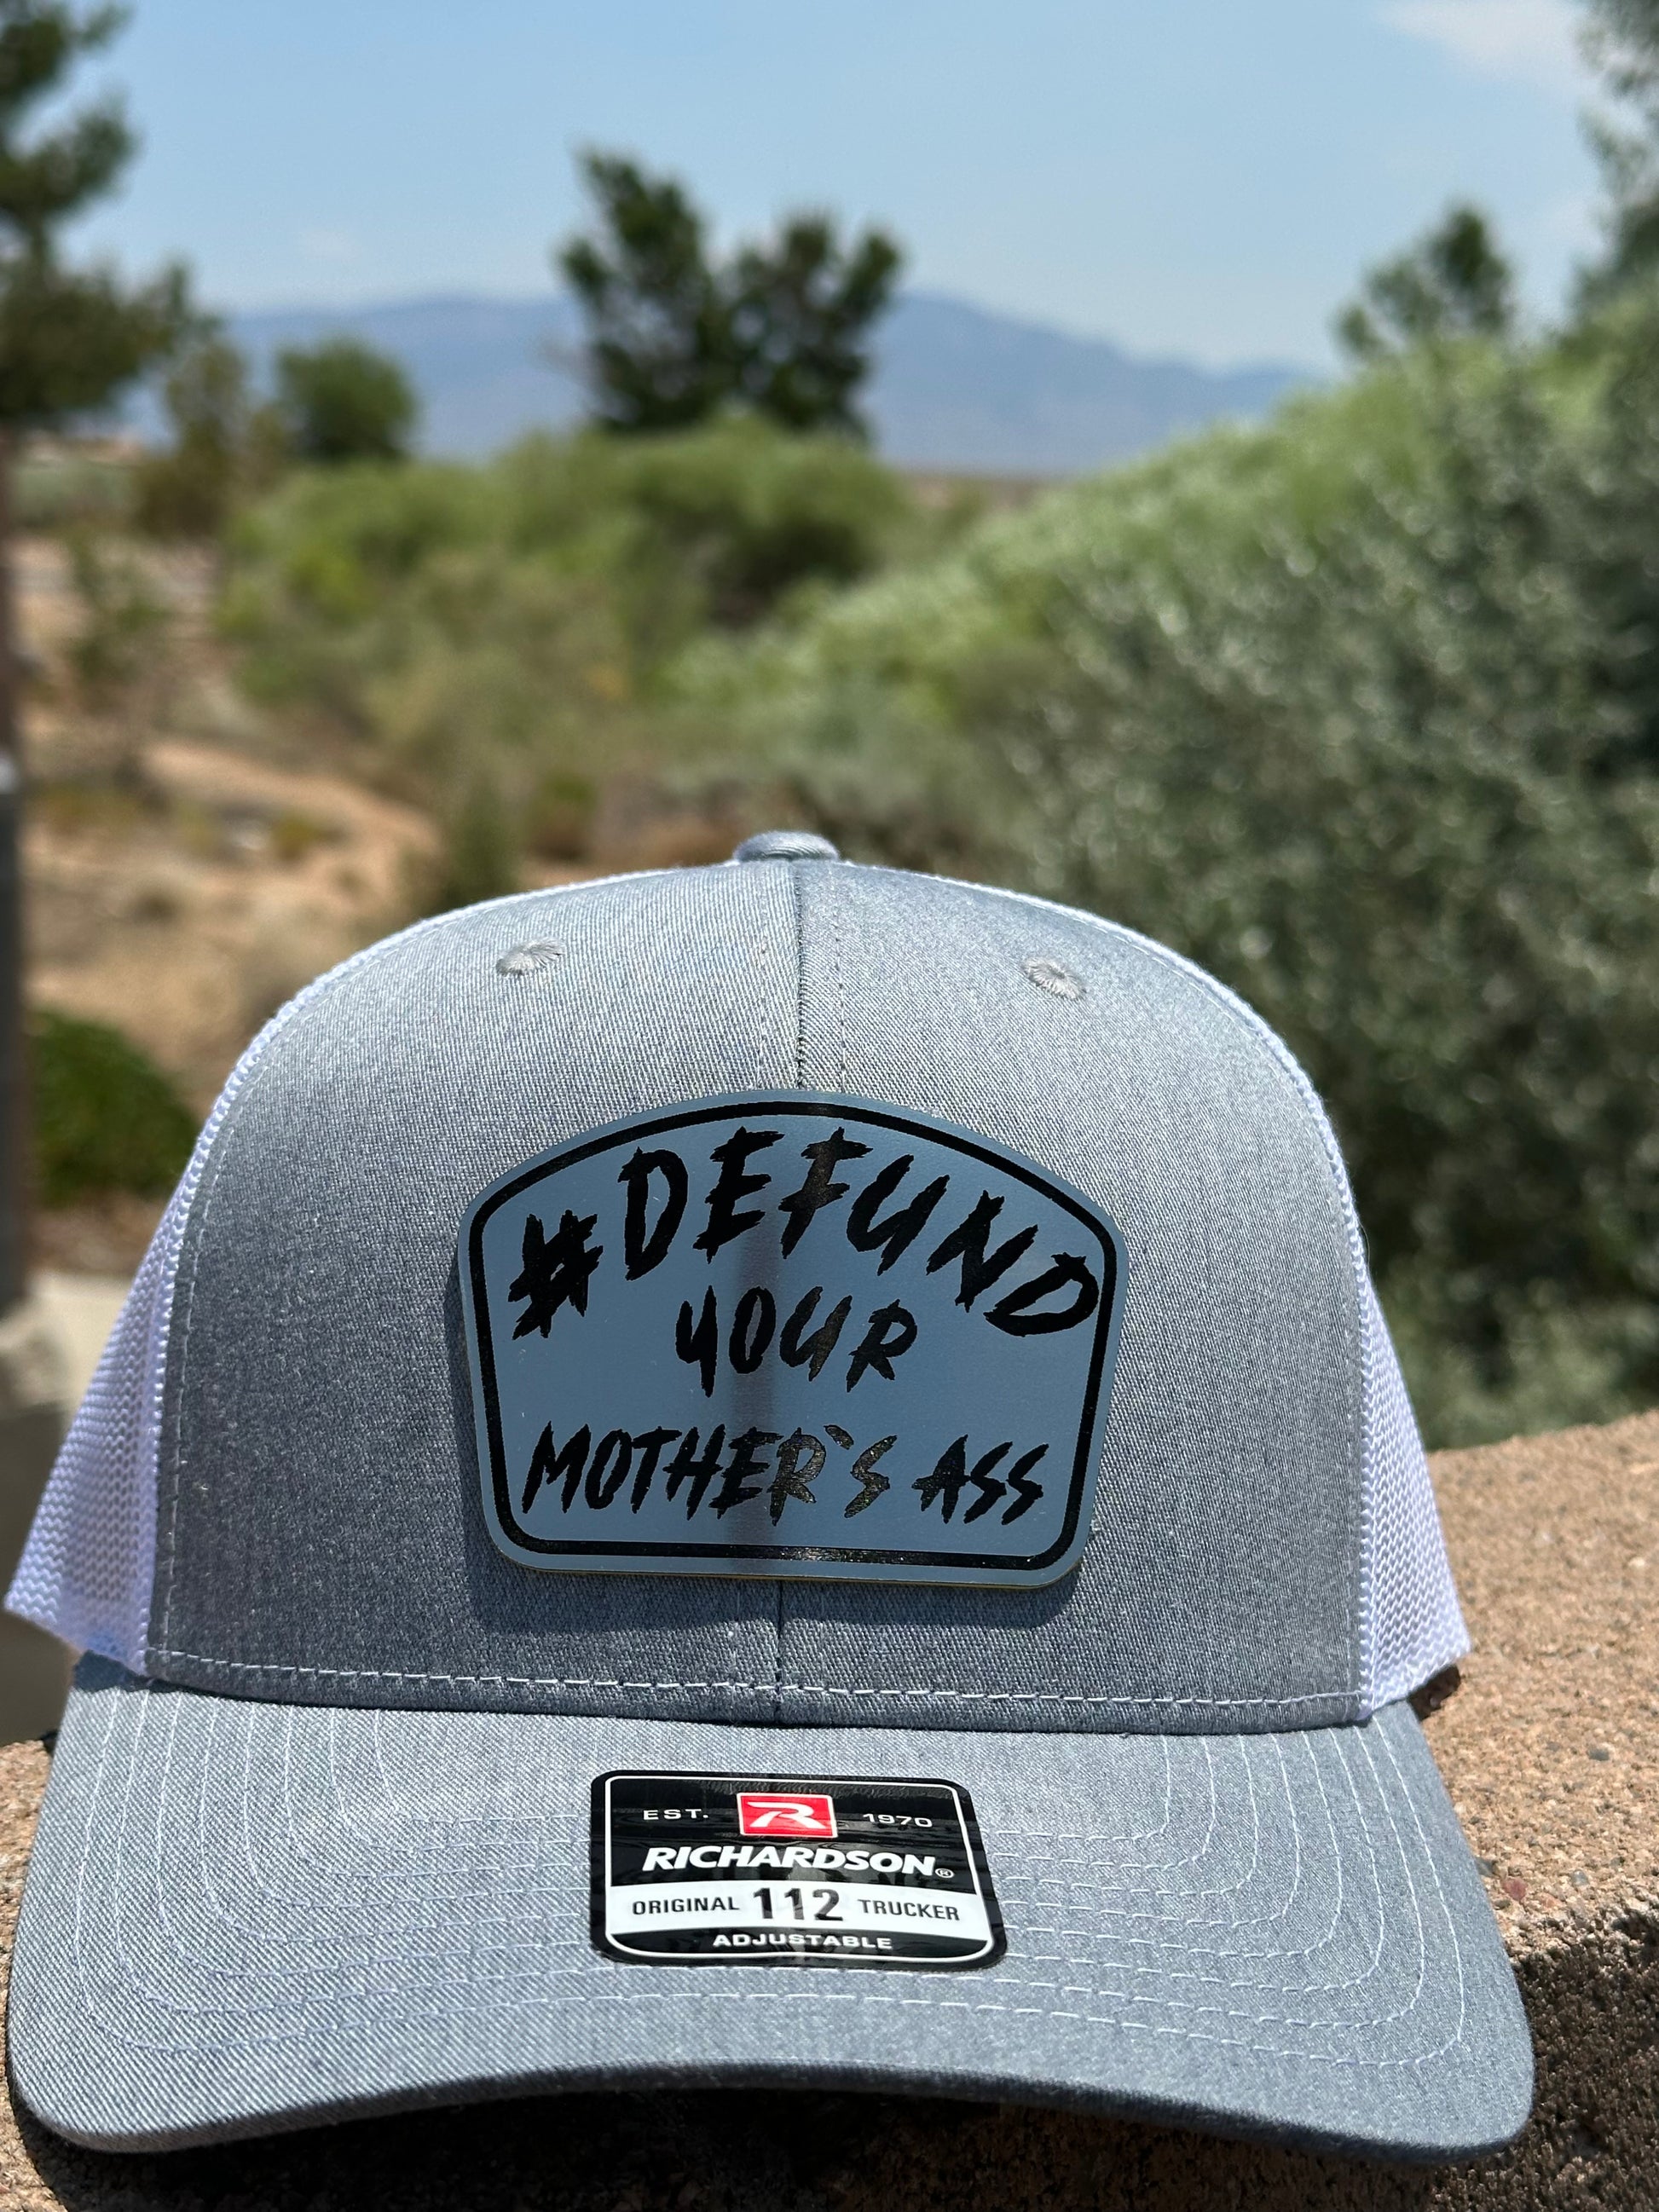 #DEFUND
YOUR
MOTHER'S ASS
EST. R 1970
RICHARDSON®
ORIGINAL 112 TRUCKER
ADJUSTABLE